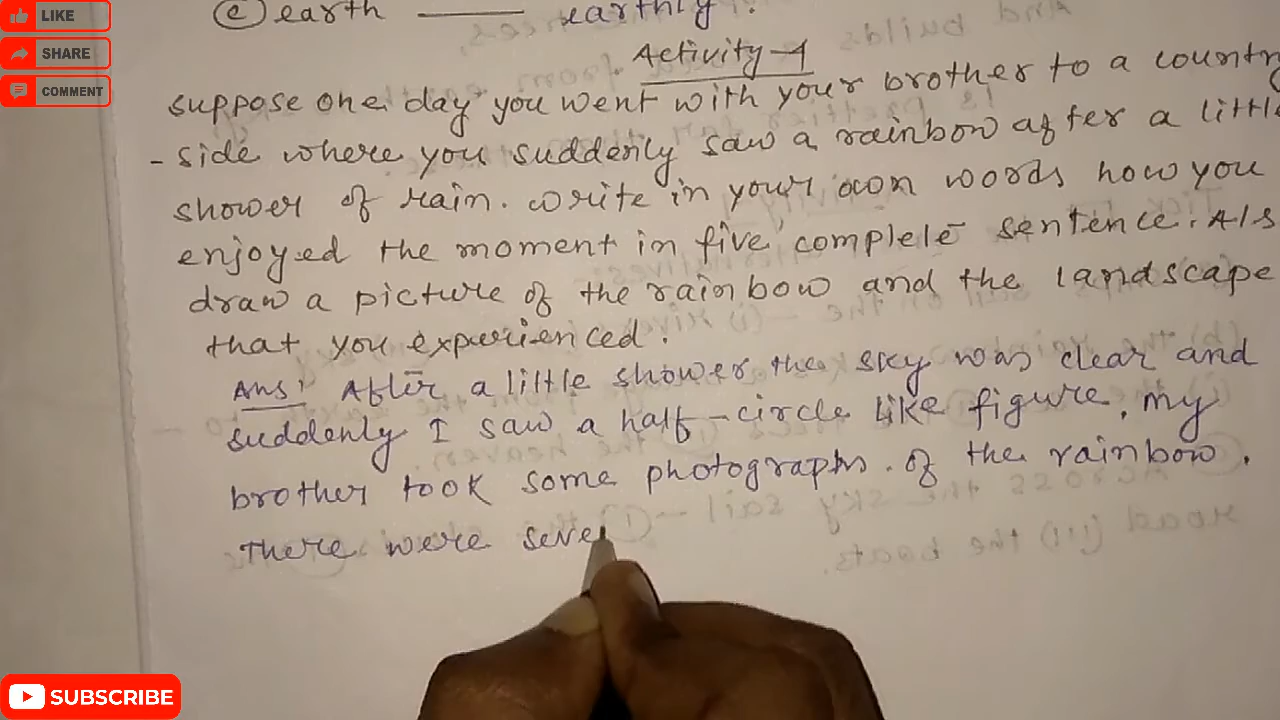 LIKE
SHARE
COMMENT
(e) earth ___ earthly.
Activity-4
suppose one day you went with your brother to a country
-side where you suddenly saw a rainbow after a little
shower of rain. write in your own words how you
enjoyed the moment in five complete sentence. Als
draw a picture of the rainbow and the landscape
that you experienced.
Ans: After a little shower the sky was clear and
suddenly I saw a half-circle like figure. My
brother took some photographs. of the rainbow.
There were seve
SUBSCRIBE